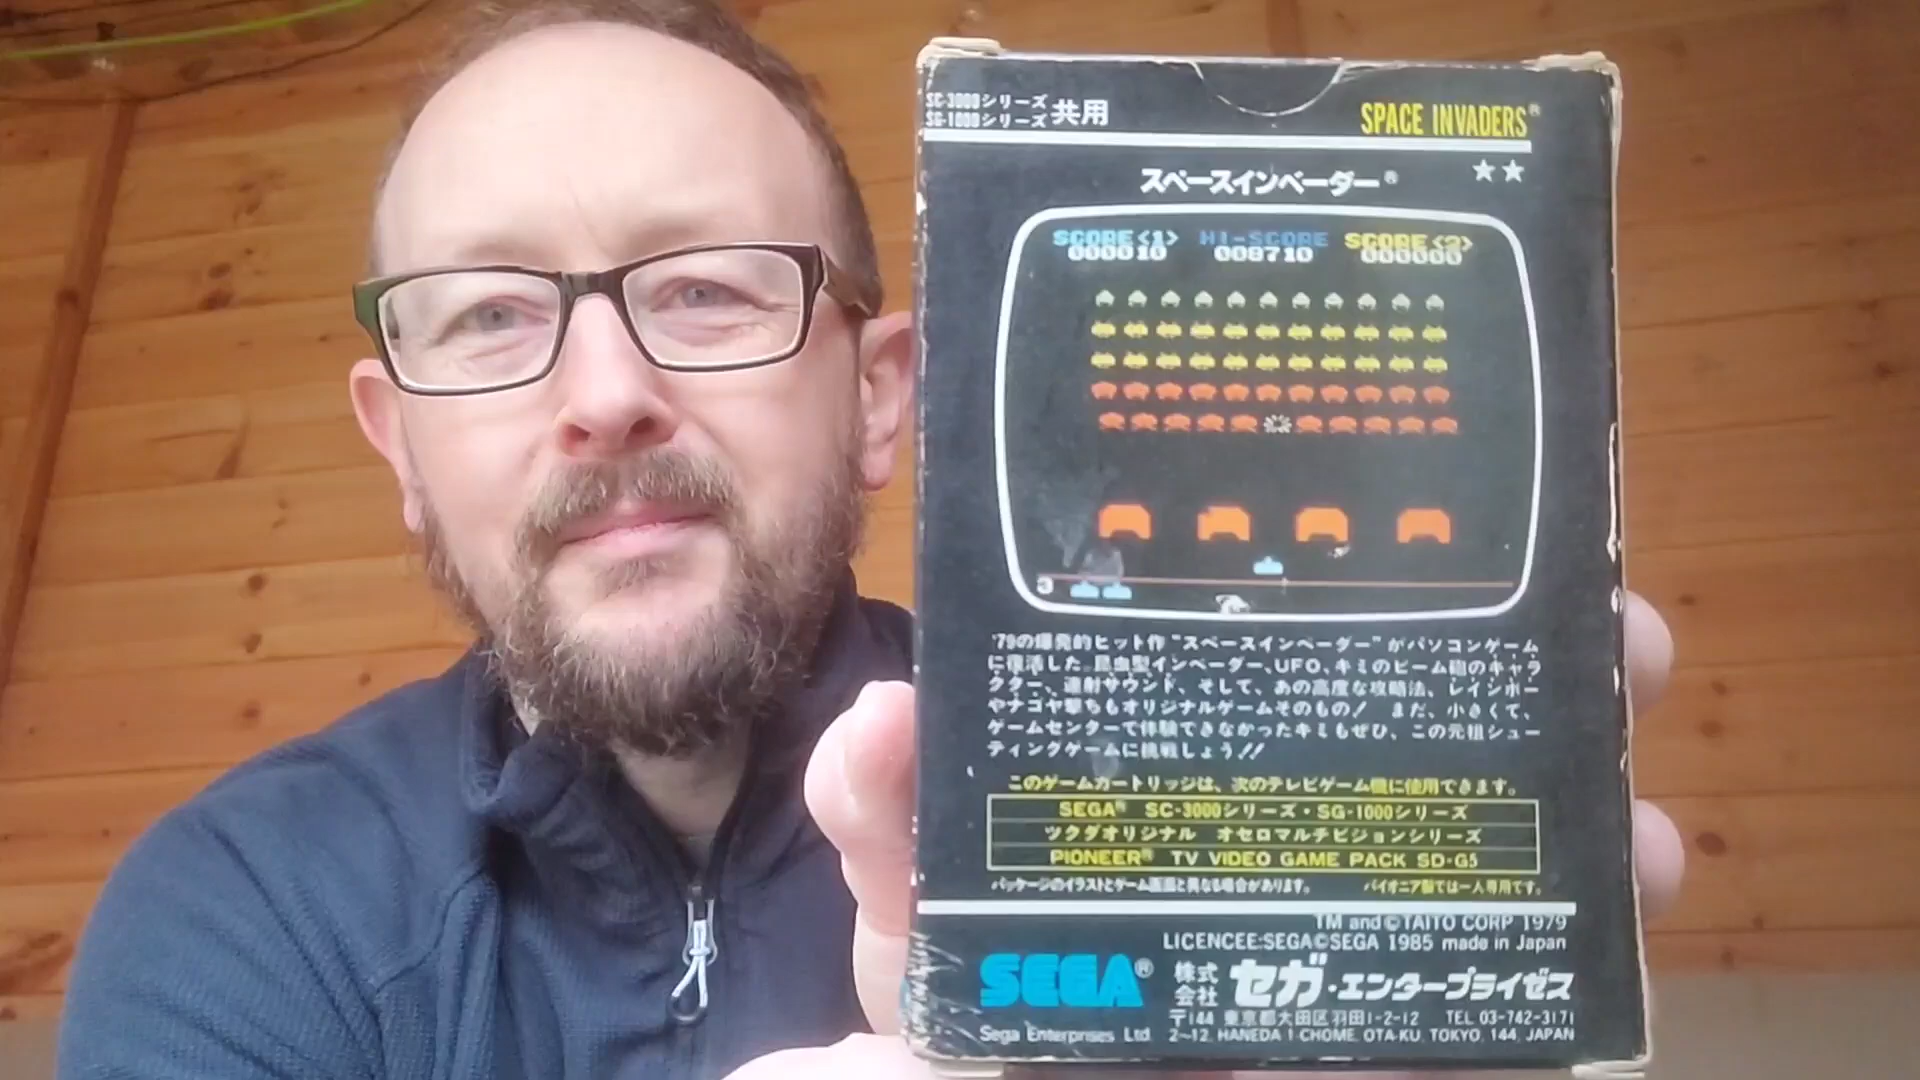 SC-3000シリーズ
SG-1000シリーズ 共用
SPACE INVADERS®
スペースインベーダー®
★★
SCORE<1> HI-SCORE SCORE<2>
000010 008710 000000
3
'79の爆発的ヒット作"スペースインベーダー"がパソコンゲーム
に復活した。昆虫型インベーダー、UFO、キミのビーム砲のキャラ
クター、連射サウンド、そして、あの高度な攻略法、レインボー
やナゴヤ撃ちもオリジナルゲームそのもの! まだ、小さくて、
ゲームセンターで体験できなかったキミもぜひ、この元祖シュー
ティングゲームに挑戦しよう!!
このゲームカートリッジは、次のテレビゲーム機に使用できます。
SEGA® SC-3000シリーズ・SG-1000シリーズ
ツクダオリジナル オセロマルチビジョンシリーズ
PIONEER® TV VIDEO GAME PACK SD-G5
パッケージのイラストとゲーム画面と異なる場合があります。 パイオニア製では一人専用です。
TM and ©TAITO CORP 1979
LICENCEE:SEGA ©SEGA 1985 made in Japan
SEGA® 株式会社 セガ・エンタープライゼス
〒144 東京都大田区羽田1-2-12 TEL 03-742-3171
Sega Enterprises Ltd. 2~12, HANEDA 1-CHOME, OTA-KU, TOKYO, 144, JAPAN